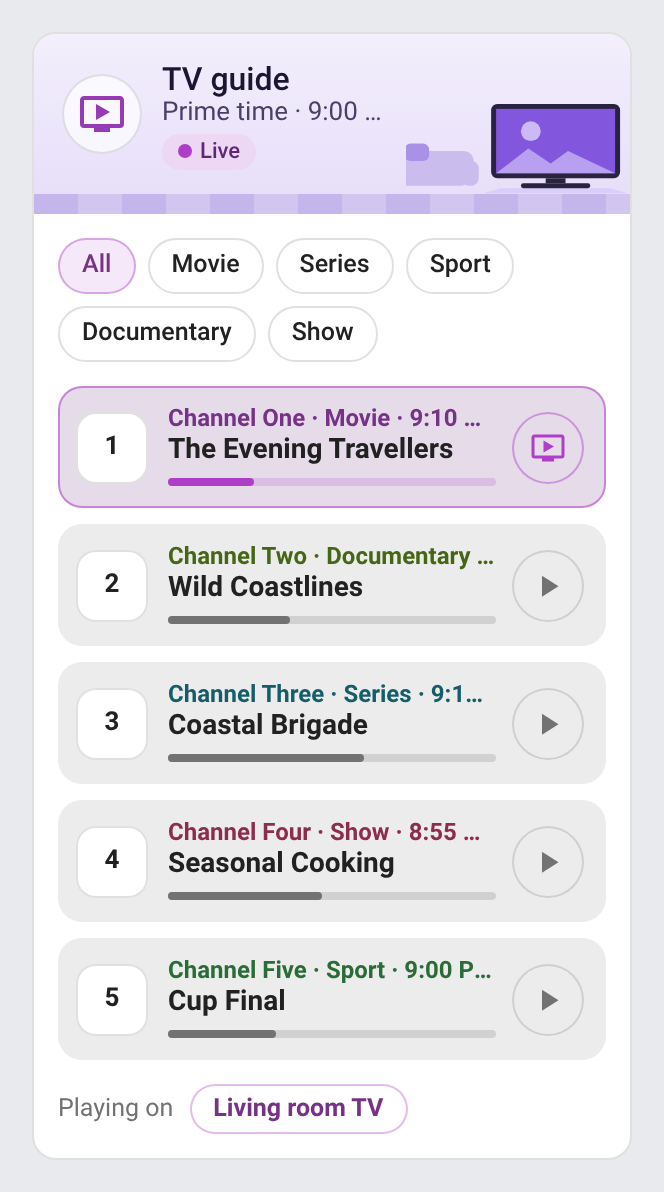 TV guide
Prime time · 9:00 ...
Live
All
Movie
Series
Sport
Documentary
Show
1
Channel One · Movie · 9:10 ...
The Evening Travellers
2
Channel Two · Documentary ...
Wild Coastlines
3
Channel Three · Series · 9:1...
Coastal Brigade
4
Channel Four · Show · 8:55 ...
Seasonal Cooking
5
Channel Five · Sport · 9:00 P...
Cup Final
Playing on
Living room TV